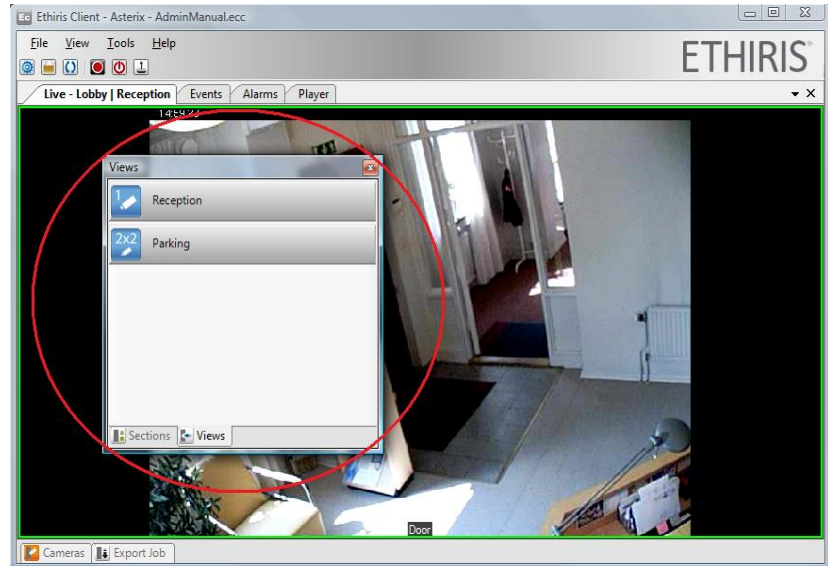 Ec Ethiris Client - Asterix - AdminManual.ecc
File View Tools Help
ETHIRIS
Live - Lobby | Reception Events Alarms Player
Views
1 Reception
2x2 Parking
Sections Views
Door
Cameras Export Job